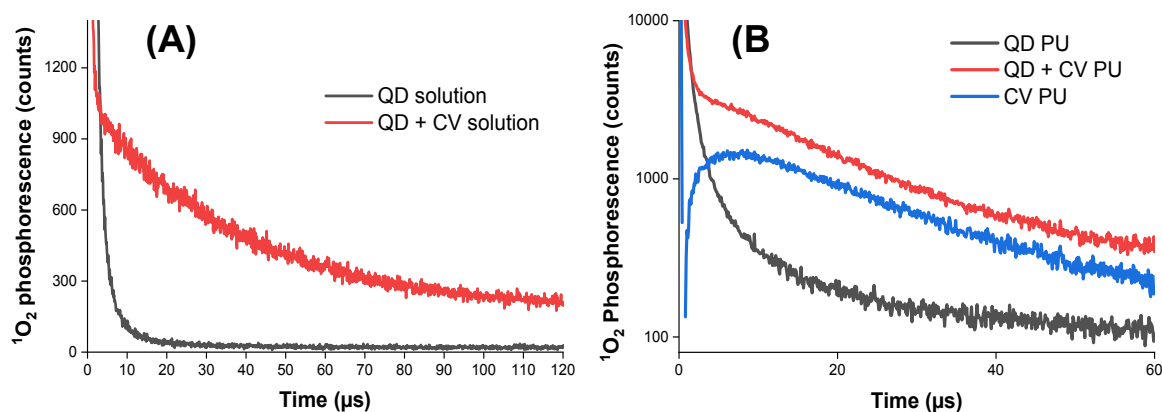 (A)
¹O₂ phosphorescence (counts)
1200
900
600
300
0
QD solution
QD + CV solution
0 10 20 30 40 50 60 70 80 90 100 110 120
Time (µs)
(B)
¹O₂ Phosphorescence (counts)
10000
1000
100
QD PU
QD + CV PU
CV PU
0 20 40 60
Time (µs)